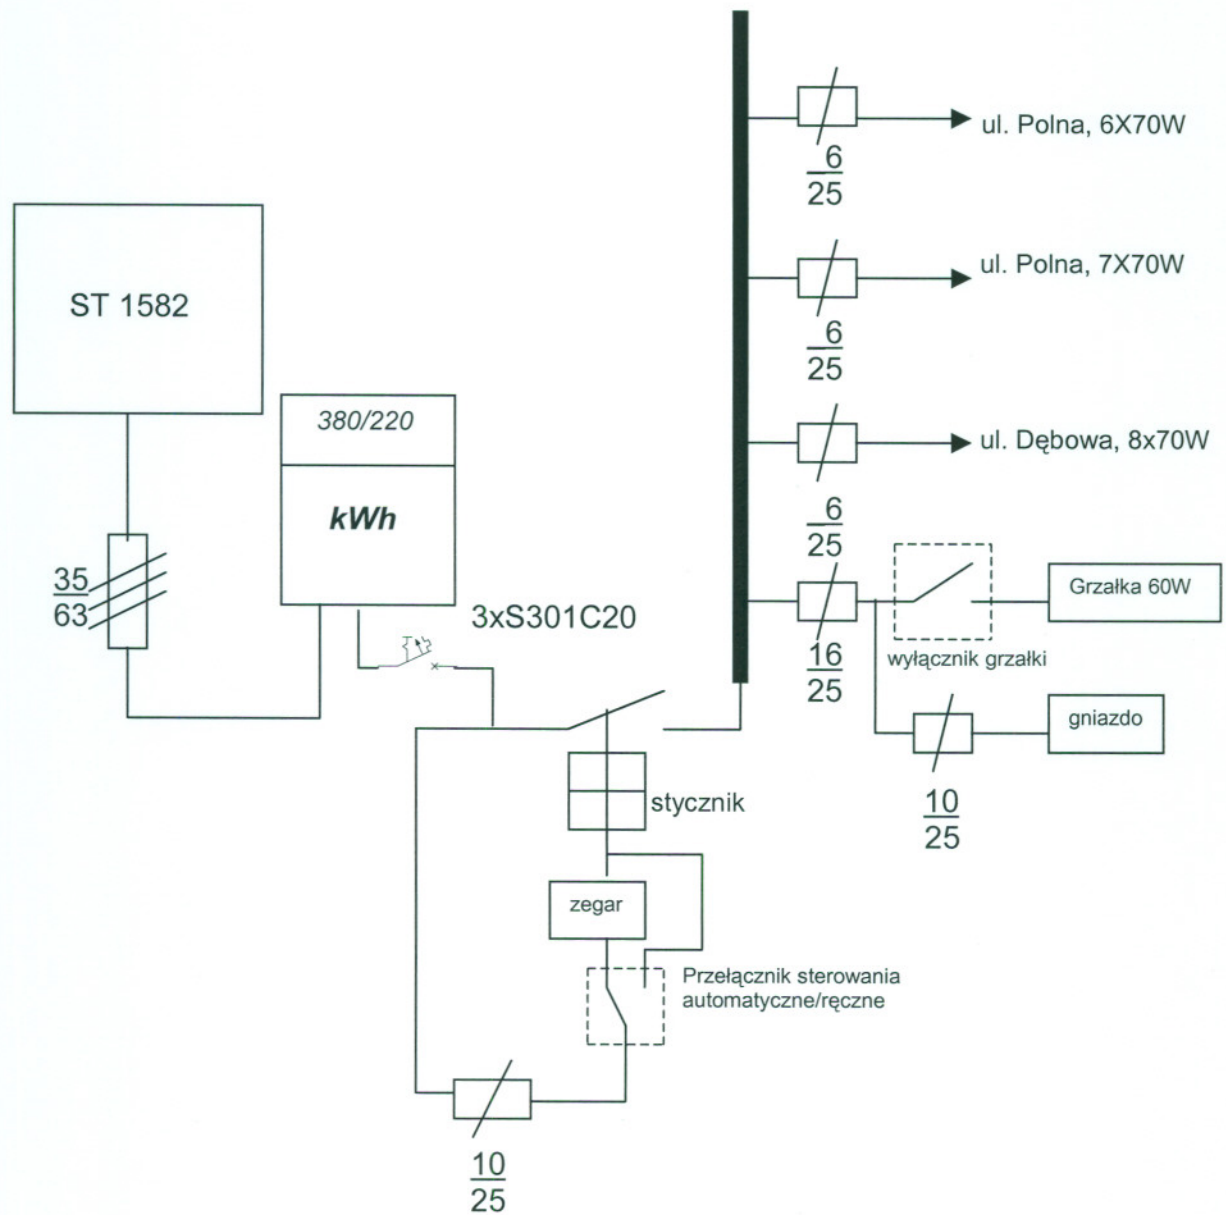 ul. Polna, 6X70W
6
25
ST 1582
ul. Polna, 7X70W
6
25
380/220
kWh
ul. Dębowa, 8x70W
6
25
35
63
3xS301C20
Grzałka 60W
wyłącznik grzałki
16
25
gniazdo
10
25
stycznik
zegar
Przełącznik sterowania
automatyczne/ręczne
10
25